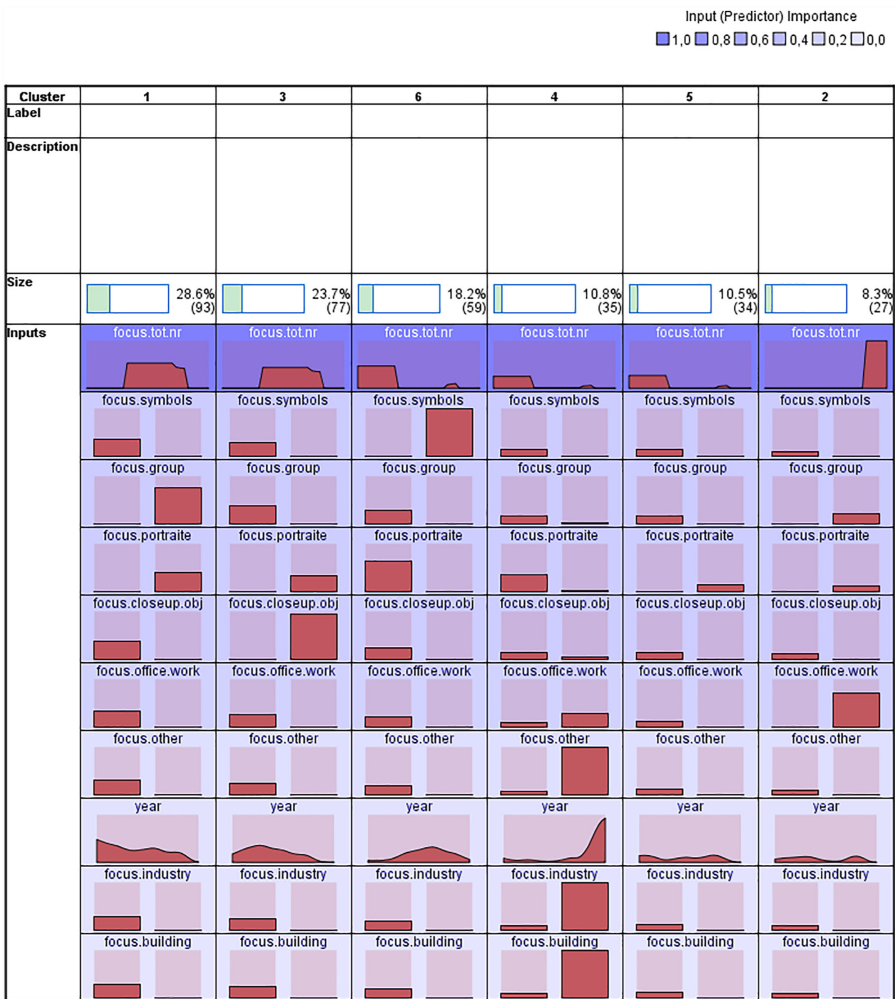 Input (Predictor) Importance
1,0 0,8 0,6 0,4 0,2 0,0
Cluster 1 3 6 4 5 2
Label
Description
Size 28.6% 23.7% 18.2% 10.8% 10.5% 8.3%
(93) (77) (59) (35) (34) (27)
Inputs focus.tot.nr focus.tot.nr focus.tot.nr focus.tot.nr focus.tot.nr focus.tot.nr
focus.symbols focus.symbols focus.symbols focus.symbols focus.symbols focus.symbols
focus.group focus.group focus.group focus.group focus.group focus.group
focus.portraite focus.portraite focus.portraite focus.portraite focus.portraite focus.portraite
focus.closeup.obj focus.closeup.obj focus.closeup.obj focus.closeup.obj focus.closeup.obj focus.closeup.obj
focus.office.work focus.office.work focus.office.work focus.office.work focus.office.work focus.office.work
focus.other focus.other focus.other focus.other focus.other focus.other
year year year year year year
focus.industry focus.industry focus.industry focus.industry focus.industry focus.industry
focus.building focus.building focus.building focus.building focus.building focus.building